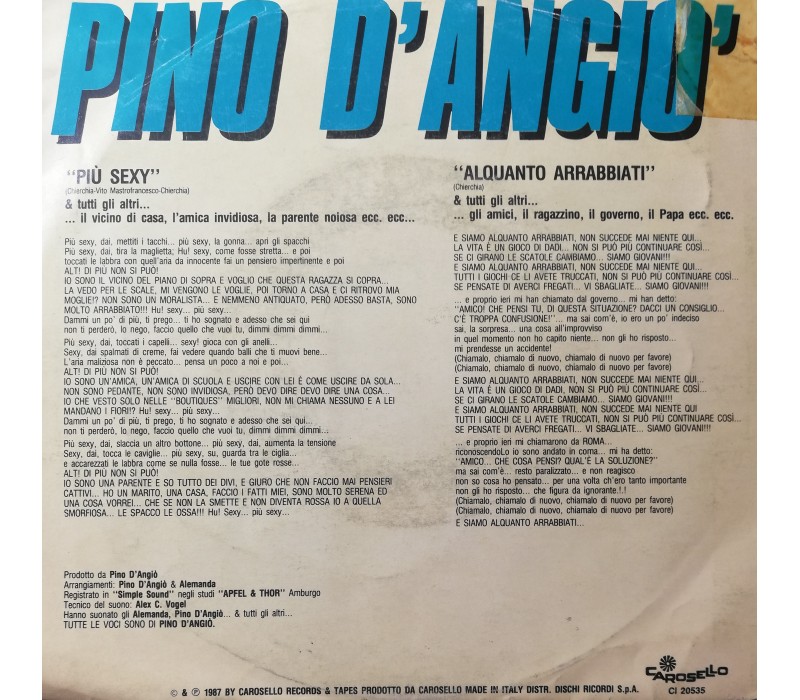 PINO D'ANGIO'
"PIÙ SEXY"
(Chierchia-Vito Mastrofrancesco-Chierchia)
& tutti gli altri...
... il vicino di casa, l'amica invidiosa, la parente noiosa ecc. ecc...
Più sexy, dai, mettiti i tacchi... più sexy, la gonna... apri gli spacchi
Più sexy, dai, tira la maglietta; Hu! sexy, come fosse stretta... e poi
toccati le labbra con quell'aria da innocente fai un pensiero impertinente e poi
ALT! DI PIÙ NON SI PUÒ!
IO SONO IL VICINO DEL PIANO DI SOPRA E VOGLIO CHE QUESTA RAGAZZA SI COPRA...
LA VEDO PER LE SCALE, MI VENGONO LE VOGLIE, POI TORNO A CASA E CI RITROVO MIA
MOGLIE!? NON SONO UN MORALISTA... E NEMMENO ANTIQUATO, PERÒ ADESSO BASTA, SONO
MOLTO ARRABBIATO!!! Hu! sexy... più sexy...
Dammi un po' di più, ti prego... ti ho sognato e adesso che sei qui
non ti perderò, lo nego, faccio quello che vuoi tu, dimmi dimmi dimmi...
Più sexy, dai, toccati i capelli... sexy! gioca con gli anelli...
Sexy, dai spalmati di creme, fai vedere quando balli che ti muovi bene...
L'aria maliziosa non è peccato... pensa un poco a noi e poi...
ALT! DI PIÙ NON SI PUÒ!
IO SONO UN'AMICA, UN'AMICA DI SCUOLA E USCIRE CON LEI È COME USCIRE DA SOLA...
NON SONO PEDANTE, NON SONO INVIDIOSA, PERÒ DEVO DIRE DEVO DIRE UNA COSA...
IO CHE VESTO SOLO NELLE "BOUTIQUES" MIGLIORI, NON MI CHIAMA NESSUNO E A LEI
MANDANO I FIORI!? Hu! sexy... più sexy...
Dammi un po' di più, ti prego, ti ho sognato e adesso che sei qui...
non ti perderò, lo nego, faccio quello che vuoi tu, dimmi dimmi dimmi...
Più sexy, dai, slaccia un altro bottone... più sexy, dai, aumenta la tensione
Sexy, dai, tocca le caviglie... più sexy, su, guarda tra le ciglia...
e accarezzati le labbra come se nulla fosse... le tue gote rosse...
ALT! DI PIÙ NON SI PUÒ!
IO SONO UNA PARENTE E SO TUTTO DEI DIVI, E GIURO CHE NON FACCIO MAI PENSIERI
CATTIVI... HO UN MARITO, UNA CASA, FACCIO I FATTI MIEI, SONO MOLTO SERENA ED
UNA COSA VORREI... CHE SE NON LA SMETTE E NON DIVENTA ROSSA IO A QUELLA
SMORFIOSA... LE SPACCO LE OSSA!!! Hu! Sexy... più sexy...
Prodotto da Pino D'Angiò
Arrangiamenti: Pino D'Angiò & Alemanda
Registrato in "Simple Sound" negli studi "APFEL & THOR" Amburgo
Tecnico del suono: Alex C. Vogel
Hanno suonato gli Alemanda, Pino D'Angiò... & tutti gli altri...
TUTTE LE VOCI SONO DI PINO D'ANGIÒ.
"ALQUANTO ARRABBIATI"
(Chierchia)
& tutti gli altri...
... gli amici, il ragazzino, il governo, il Papa ecc. ecc.
E SIAMO ALQUANTO ARRABBIATI, NON SUCCEDE MAI NIENTE QUI...
LA VITA È UN GIOCO DI DADI... NON SI PUÒ PIÙ CONTINUARE COSÌ...
SE CI GIRANO LE SCATOLE CAMBIAMO... SIAMO GIOVANI!!!
E SIAMO ALQUANTO ARRABBIATI, NON SUCCEDE MAI NIENTE QUI...
TUTTI I GIOCHI CE LI AVETE TRUCCATI, NON SI PUÒ PIÙ CONTINUARE COSÌ...
SE PENSATE DI AVERCI FREGATI... VI SBAGLIATE... SIAMO GIOVANI!!!
... e proprio ieri mi han chiamato dal governo... mi han detto:
"AMICO! CHE PENSI TU, DI QUESTA SITUAZIONE? DACCI UN CONSIGLIO...
C'È TROPPA CONFUSIONE!"... ma sai com'è, io ero un po' indeciso
sai, la sorpresa... una cosa all'improvviso
in quel momento non ho capito niente... non gli ho risposto...
mi prendesse un accidente!
(Chiamalo, chiamalo di nuovo, chiamalo di nuovo per favore)
(Chiamalo, chiamalo di nuovo, chiamalo di nuovo per favore)
E SIAMO ALQUANTO ARRABBIATI, NON SUCCEDE MAI NIENTE QUI...
LA VITA È UN GIOCO DI DADI, NON SI PUÒ PIÙ CONTINUARE COSÌ...
SE CI GIRANO LE SCATOLE CAMBIAMO... SIAMO GIOVANI!!!
E SIAMO ALQUANTO ARRABBIATI, NON SUCCEDE MAI NIENTE QUI
TUTTI I GIOCHI CE LI AVETE TRUCCATI, NON SI PUÒ PIÙ CONTINUARE COSÌ...
SE PENSATE DI AVERCI FREGATI... VI SBAGLIATE... SIAMO GIOVANI!!!
... e proprio ieri mi chiamarono da ROMA...
riconoscendoLo io sono andato in coma... mi ha detto:
"AMICO... CHE COSA PENSI? QUAL'È LA SOLUZIONE?"
ma sai com'è... resto paralizzato... e non reagisco
non so cosa ho pensato... per una volta ch'ero tanto importante
non gli ho risposto... che figura da ignorante.!.!
(Chiamalo, chiamalo di nuovo, chiamalo di nuovo per favore)
(Chiamalo, chiamalo di nuovo, chiamalo di nuovo per favore)
E SIAMO ALQUANTO ARRABBIATI...
CAROSELLO
CI 20535
© & ℗ 1987 BY CAROSELLO RECORDS & TAPES PRODOTTO DA CAROSELLO MADE IN ITALY DISTR. DISCHI RICORDI S.p.A.